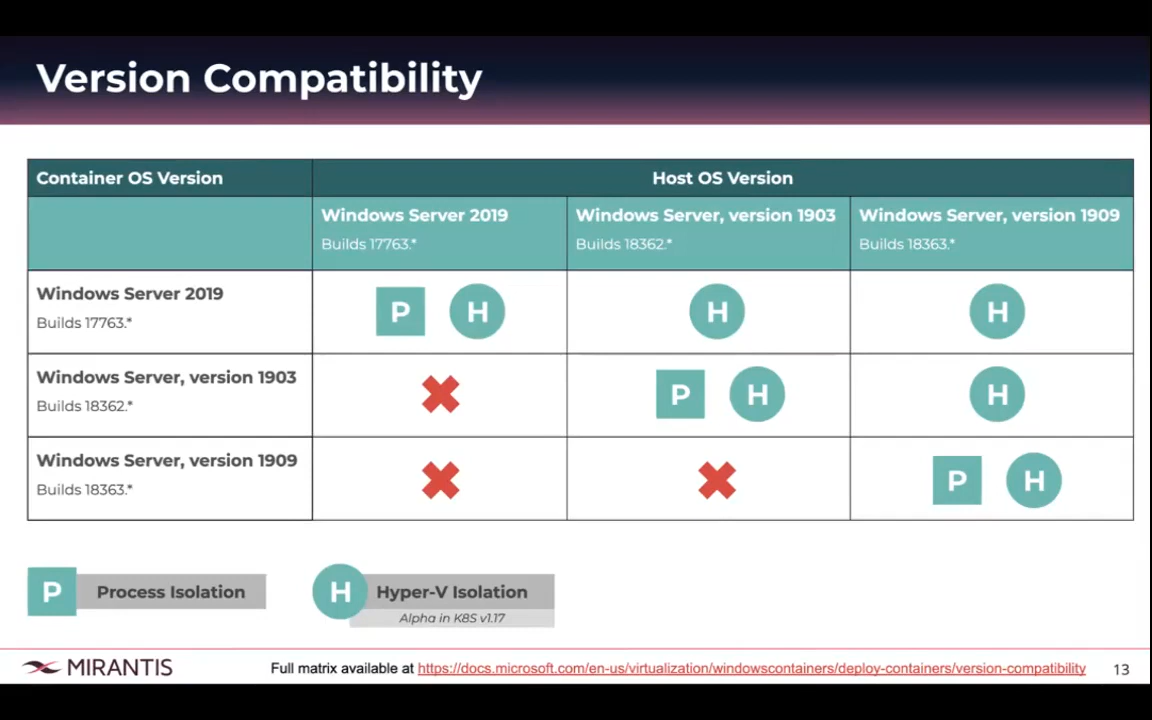 Version Compatibility
Container OS Version
Host OS Version
Windows Server 2019
Builds 17763.*
Windows Server, version 1903
Builds 18362.*
Windows Server, version 1909
Builds 18363.*
Windows Server 2019
Builds 17763.*
P H
H
H
Windows Server, version 1903
Builds 18362.*
P H
H
Windows Server, version 1909
Builds 18363.*
P H
P Process Isolation
H Hyper-V Isolation
Alpha in K8S v1.17
MIRANTIS
Full matrix available at https://docs.microsoft.com/en-us/virtualization/windowscontainers/deploy-containers/version-compatibility
13